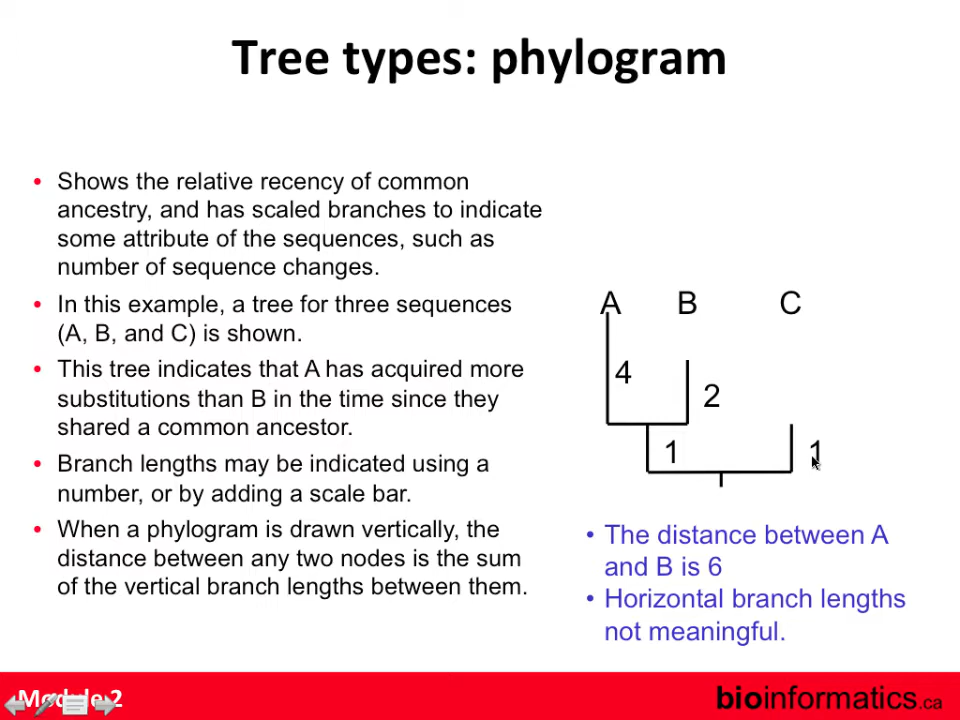 Tree types: phylogram
• Shows the relative recency of common
ancestry, and has scaled branches to indicate
some attribute of the sequences, such as
number of sequence changes.
• In this example, a tree for three sequences
(A, B, and C) is shown.
• This tree indicates that A has acquired more
substitutions than B in the time since they
shared a common ancestor.
• Branch lengths may be indicated using a
number, or by adding a scale bar.
• When a phylogram is drawn vertically, the
distance between any two nodes is the sum
of the vertical branch lengths between them.
A B C
4
2
1 1
• The distance between A
and B is 6
• Horizontal branch lengths
not meaningful.
Module 2
bioinformatics.ca